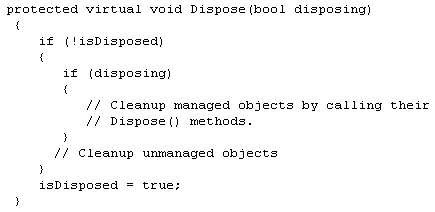 protected virtual void Dispose(bool disposing)
{
    if (!isDisposed)
    {
        if (disposing)
        {
            // Cleanup managed objects by calling their
            // Dispose() methods.
        }
        // Cleanup unmanaged objects
    }
    isDisposed = true;
}